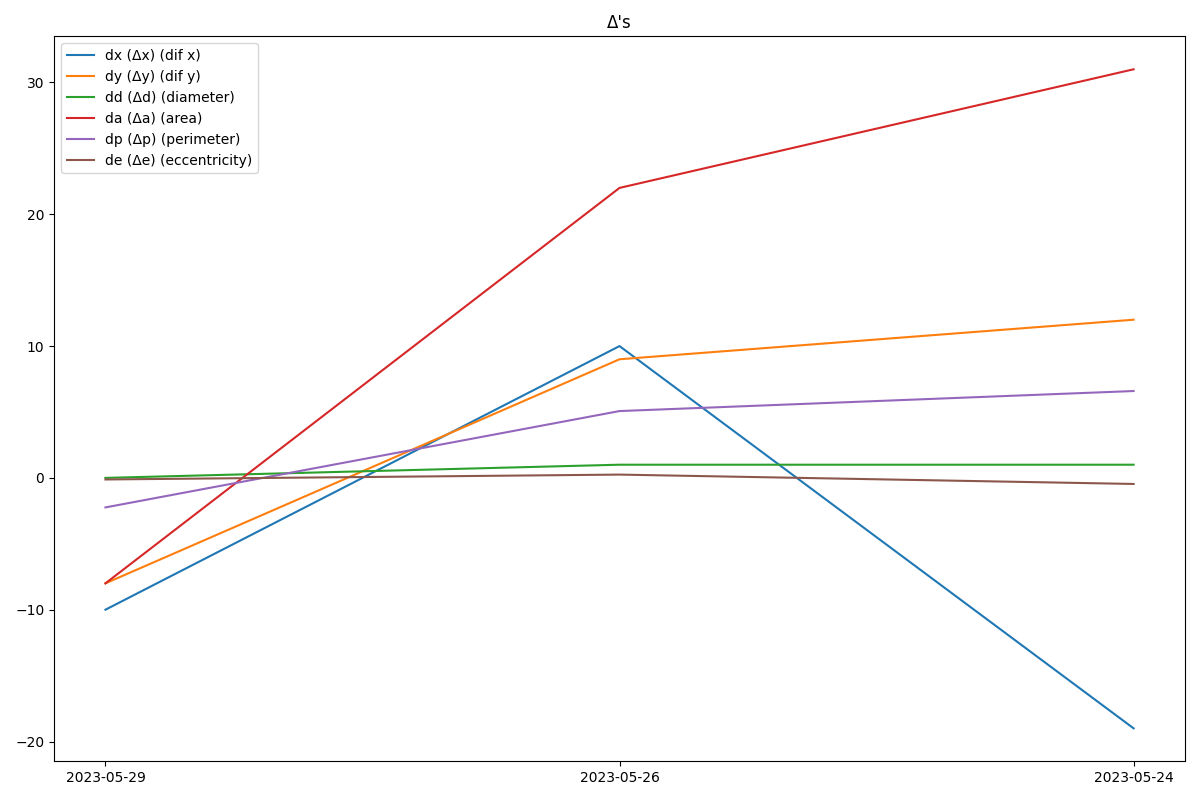 Δ's
dx (Δx) (dif x)
dy (Δy) (dif y)
dd (Δd) (diameter)
da (Δa) (area)
dp (Δp) (perimeter)
de (Δe) (eccentricity)
30
20
10
0
−10
−20
2023-05-29 2023-05-26 2023-05-24